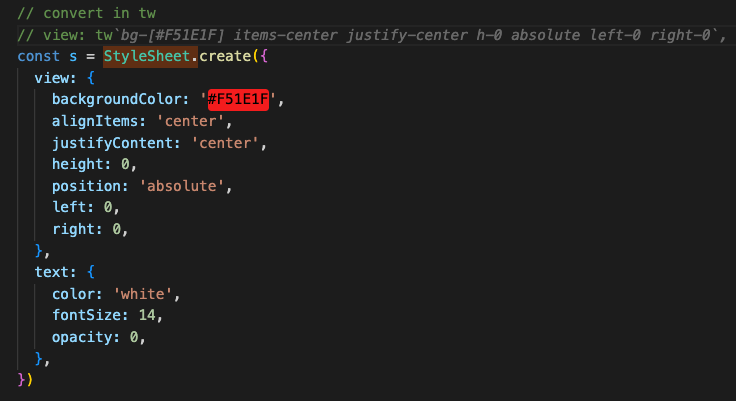 // convert in tw
// view: tw`bg-[#F51E1F] items-center justify-center h-0 absolute left-0 right-0`,
const s = StyleSheet.create({
  view: {
    backgroundColor: '#F51E1F',
    alignItems: 'center',
    justifyContent: 'center',
    height: 0,
    position: 'absolute',
    left: 0,
    right: 0,
  },
  text: {
    color: 'white',
    fontSize: 14,
    opacity: 0,
  },
})